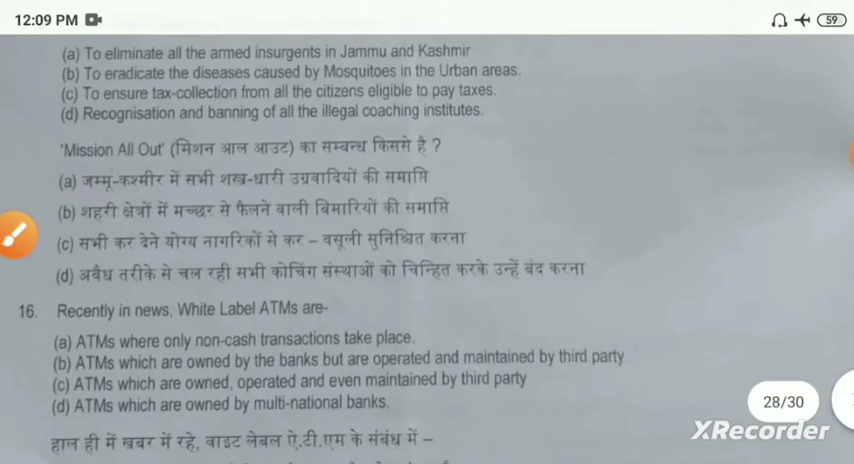 12:09 PM
59
(a) To eliminate all the armed insurgents in Jammu and Kashmir
(b) To eradicate the diseases caused by Mosquitoes in the Urban areas.
(c) To ensure tax-collection from all the citizens eligible to pay taxes.
(d) Recognisation and banning of all the illegal coaching institutes.
'Mission All Out' (मिशन आल आउट) का सम्बन्ध किससे है ?
(a) जम्मू-कश्मीर में सभी शस्त्र-धारी उग्रवादियों की समाप्ति
(b) शहरी क्षेत्रों में मच्छर से फैलने वाली बिमारियों की समाप्ति
(c) सभी कर देने योग्य नागरिकों से कर – वसूली सुनिश्चित करना
(d) अवैध तरीके से चल रही सभी कोचिंग संस्थाओं को चिन्हित करके उन्हें बंद करना
16. Recently in news, White Label ATMs are-
(a) ATMs where only non-cash transactions take place.
(b) ATMs which are owned by the banks but are operated and maintained by third party
(c) ATMs which are owned, operated and even maintained by third party
(d) ATMs which are owned by multi-national banks.
28/30
XRecorder
हाल ही में खबर में रहे, वाइट लेबल ऐ.टी.एम के संबंध में –